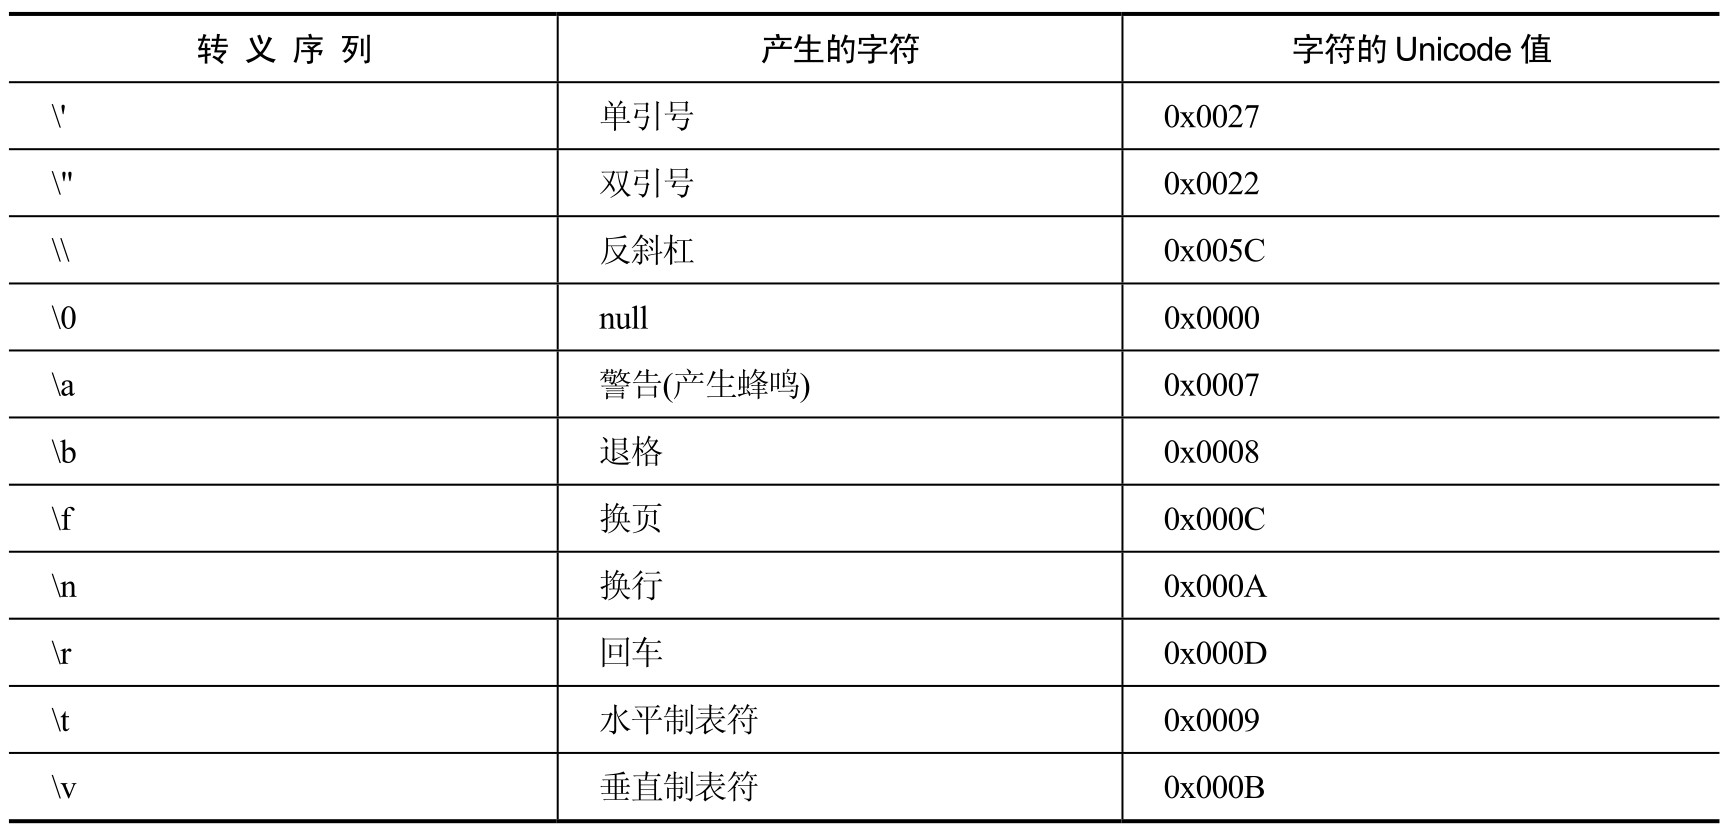 转 义 序 列 产生的字符 字符的 Unicode 值
\' 单引号 0x0027
\" 双引号 0x0022
\\ 反斜杠 0x005C
\0 null 0x0000
\a 警告(产生蜂鸣) 0x0007
\b 退格 0x0008
\f 换页 0x000C
\n 换行 0x000A
\r 回车 0x000D
\t 水平制表符 0x0009
\v 垂直制表符 0x000B